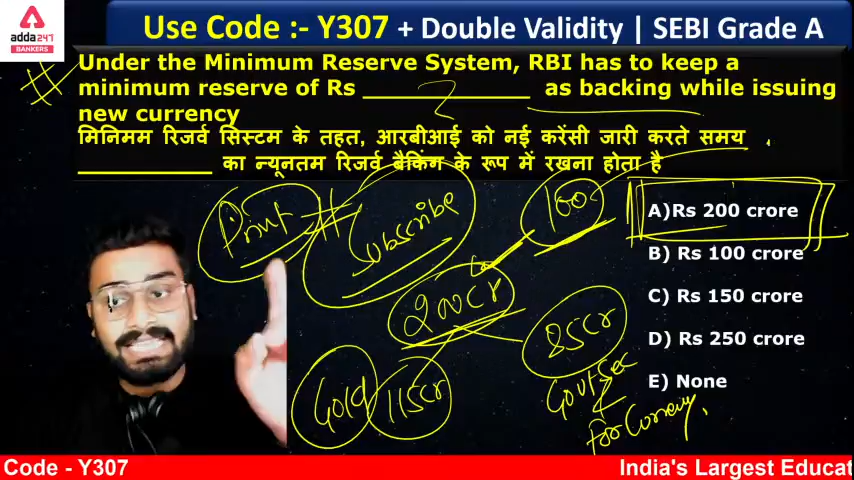 Use Code :- Y307 + Double Validity | SEBI Grade A
adda247
BANKERS
Under the Minimum Reserve System, RBI has to keep a
minimum reserve of Rs ______________ as backing while issuing
new currency
मिनिमम रिजर्व सिस्टम के तहत, आरबीआई को नई करेंसी जारी करते समय
____________ का न्यूनतम रिजर्व बैकिंग के रूप में रखना होता है
Print
Subscribe
A)Rs 200 crore
B) Rs 100 crore
C) Rs 150 crore
D) Rs 250 crore
E) None
200Cr
85Cr
Gold
115Cr
Govt Sec
Code - Y307
India's Largest Educat